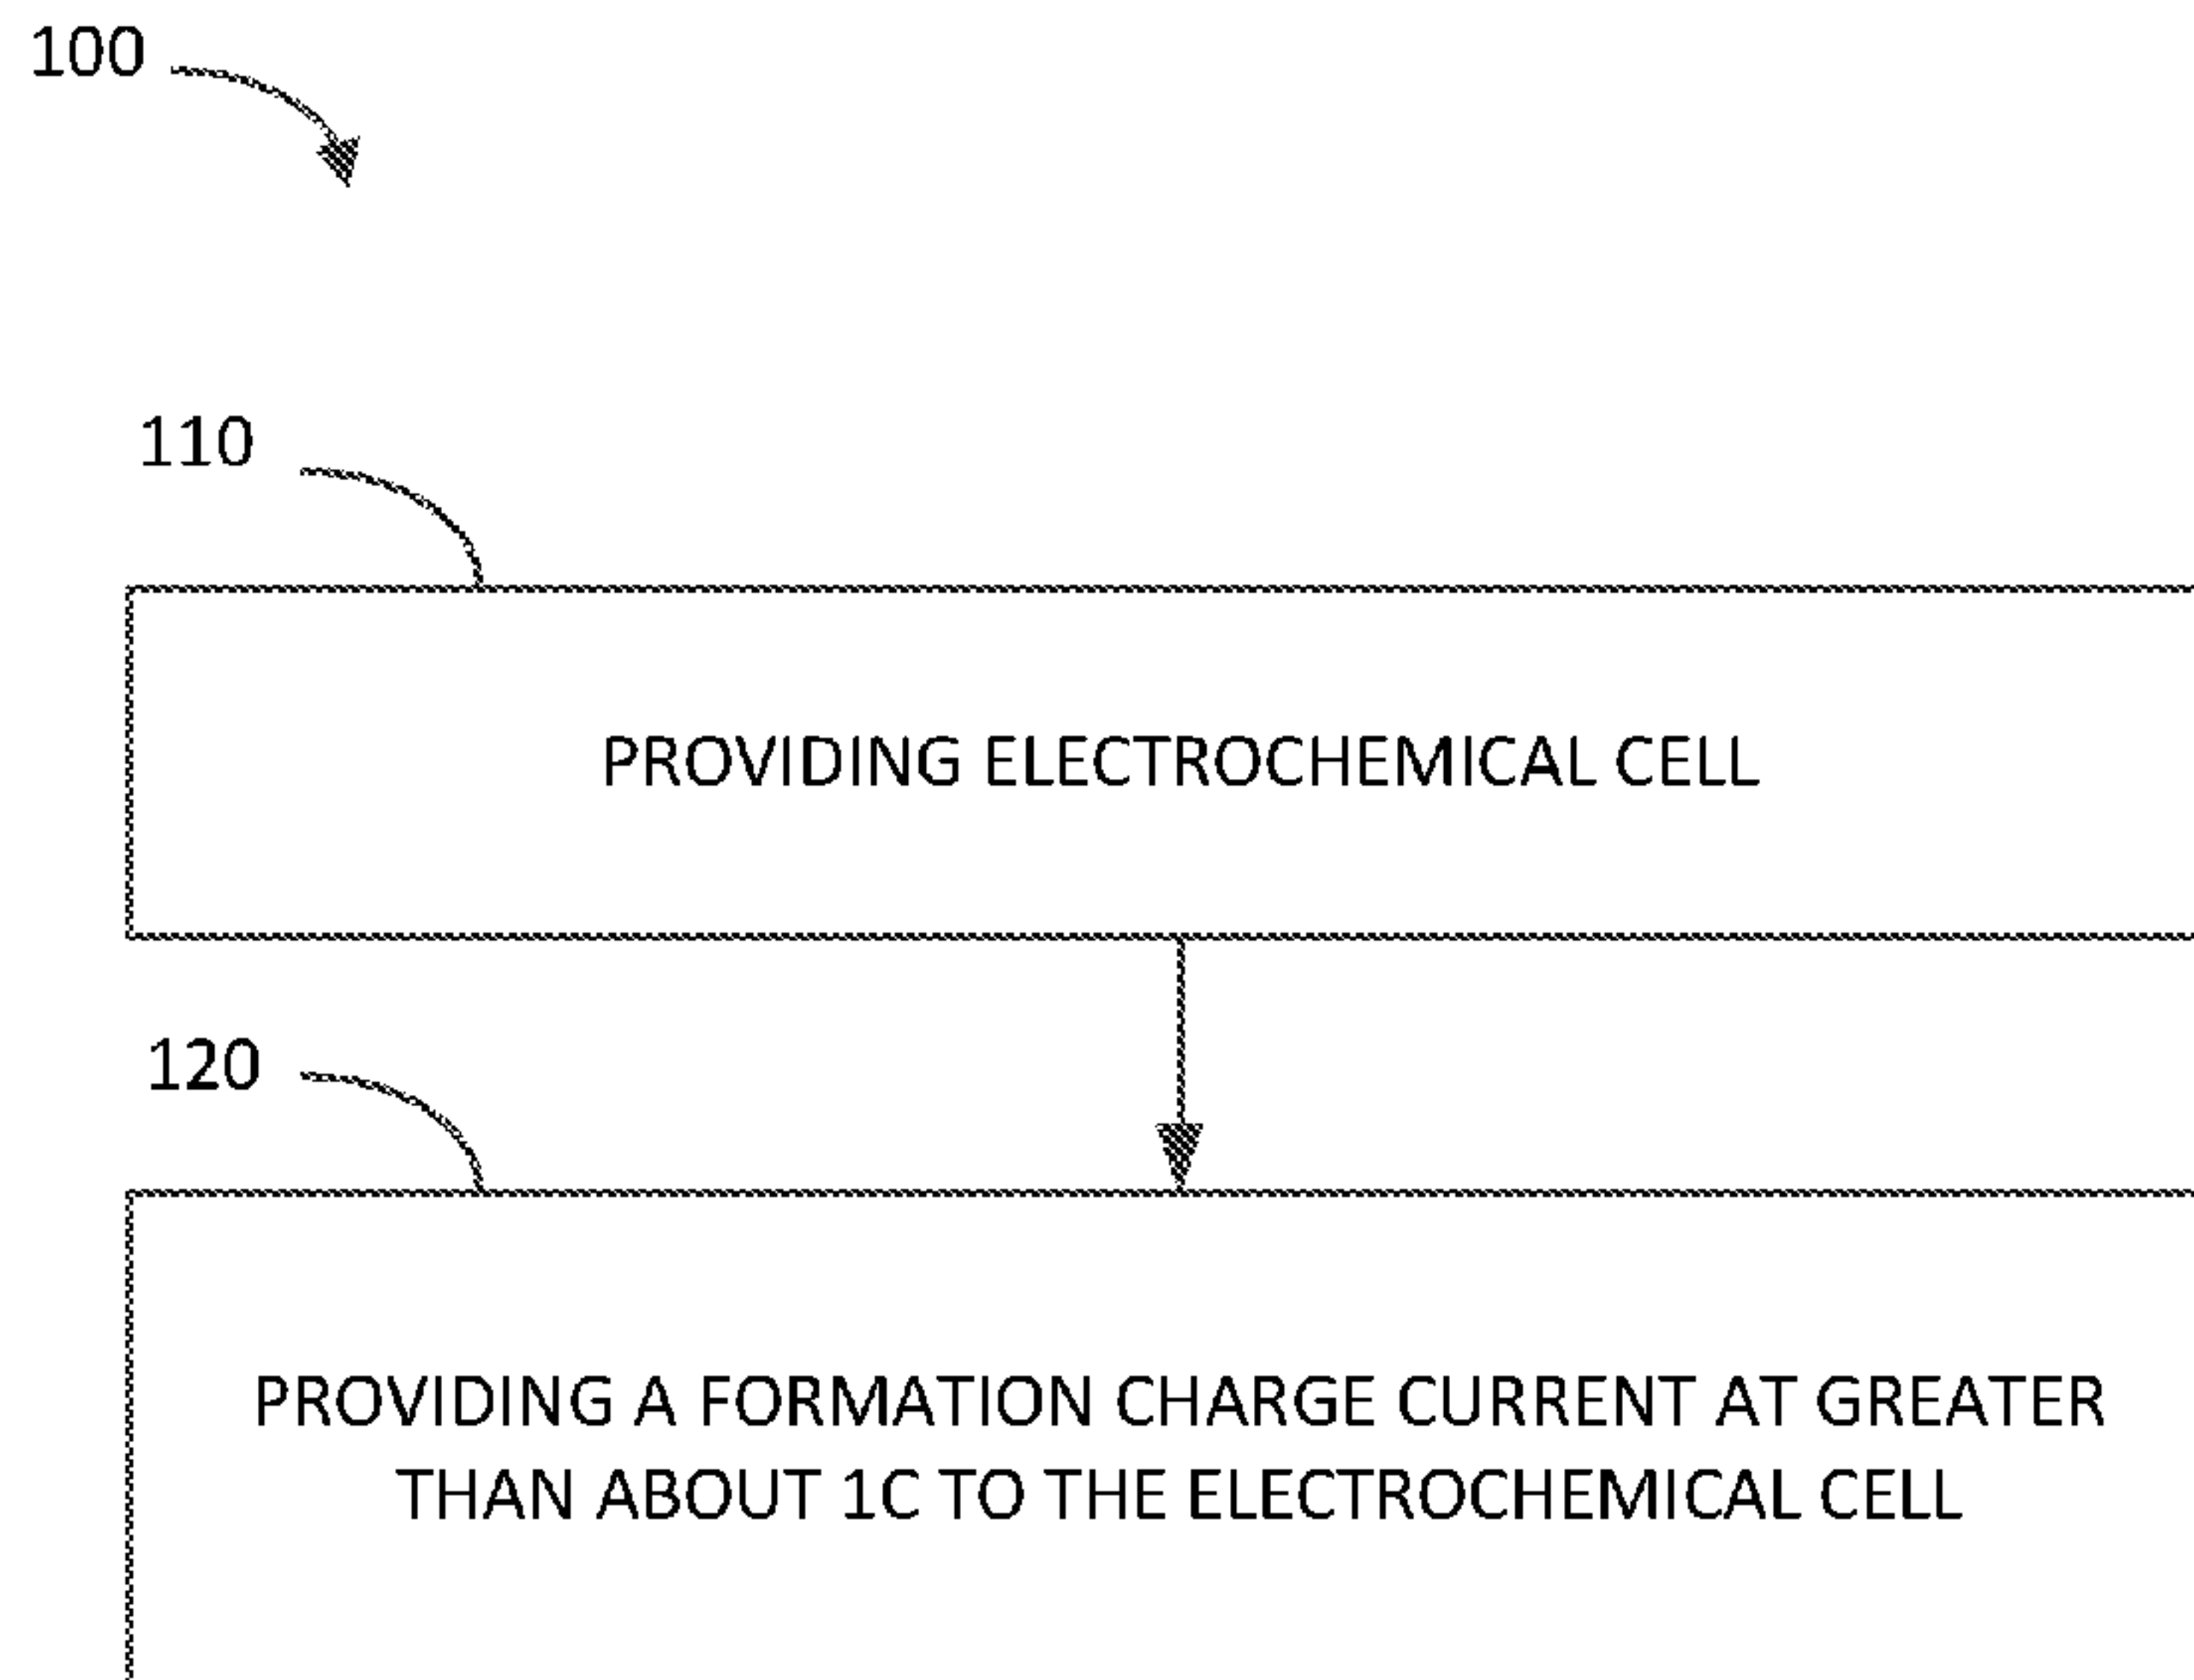 100
110
PROVIDING ELECTROCHEMICAL CELL
120
PROVIDING A FORMATION CHARGE CURRENT AT GREATER
THAN ABOUT 1C TO THE ELECTROCHEMICAL CELL